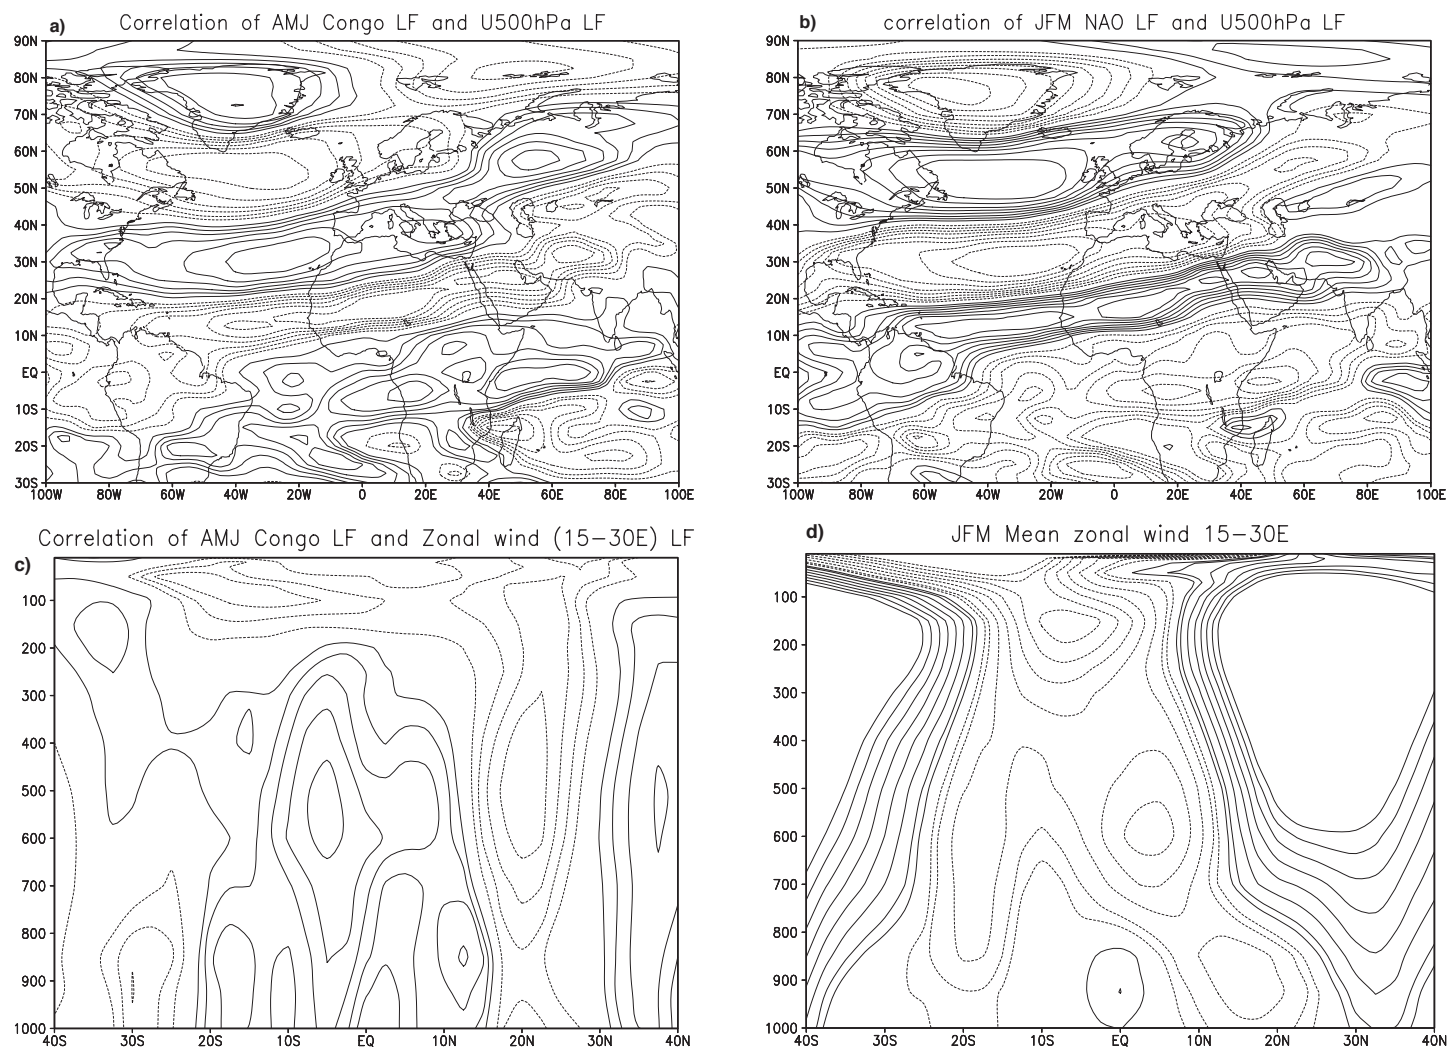 a) Correlation of AMJ Congo LF and U500hPa LF
90N
80N
70N
60N
50N
40N
30N
20N
10N
EQ
10S
20S
30S
100W 80W 60W 40W 20W 0 20E 40E 60E 80E 100E
b) correlation of JFM NAO LF and U500hPa LF
90N
80N
70N
60N
50N
40N
30N
20N
10N
EQ
10S
20S
30S
100W 80W 60W 40W 20W 0 20E 40E 60E 80E 100E
Correlation of AMJ Congo LF and Zonal wind (15-30E) LF
c)
100
200
300
400
500
600
700
800
900
1000
40S 30S 20S 10S EQ 10N 20N 30N 40N
d) JFM Mean zonal wind 15-30E
100
200
300
400
500
600
700
800
900
1000
40S 30S 20S 10S EQ 10N 20N 30N 40N